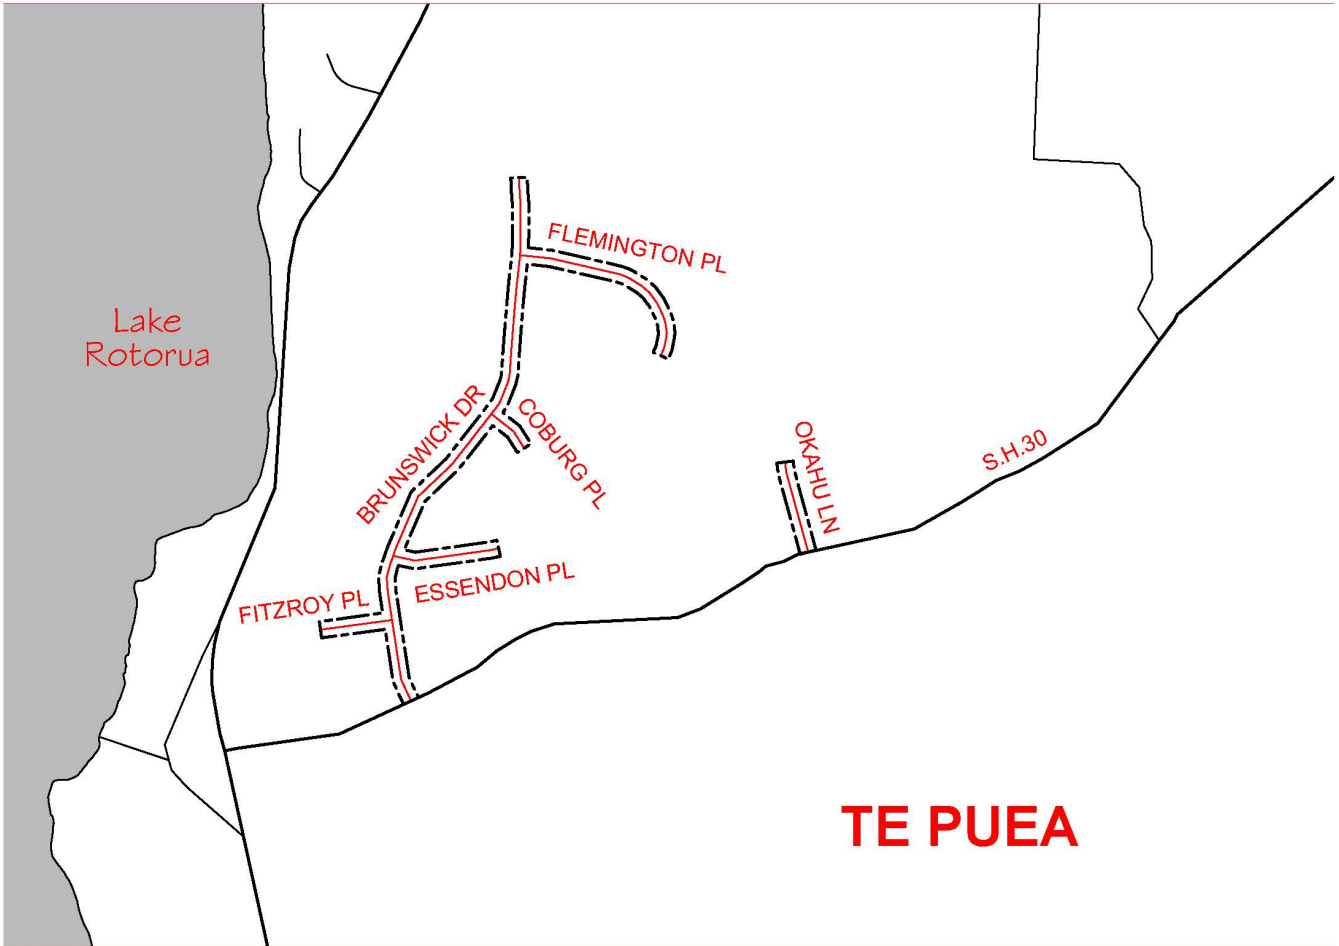 FLEMINGTON PL
Lake
Rotorua
BRUNSWICK DR
COBURG PL
OKAHU LN
S.H.30
ESSENDON PL
FITZROY PL
TE PUEA